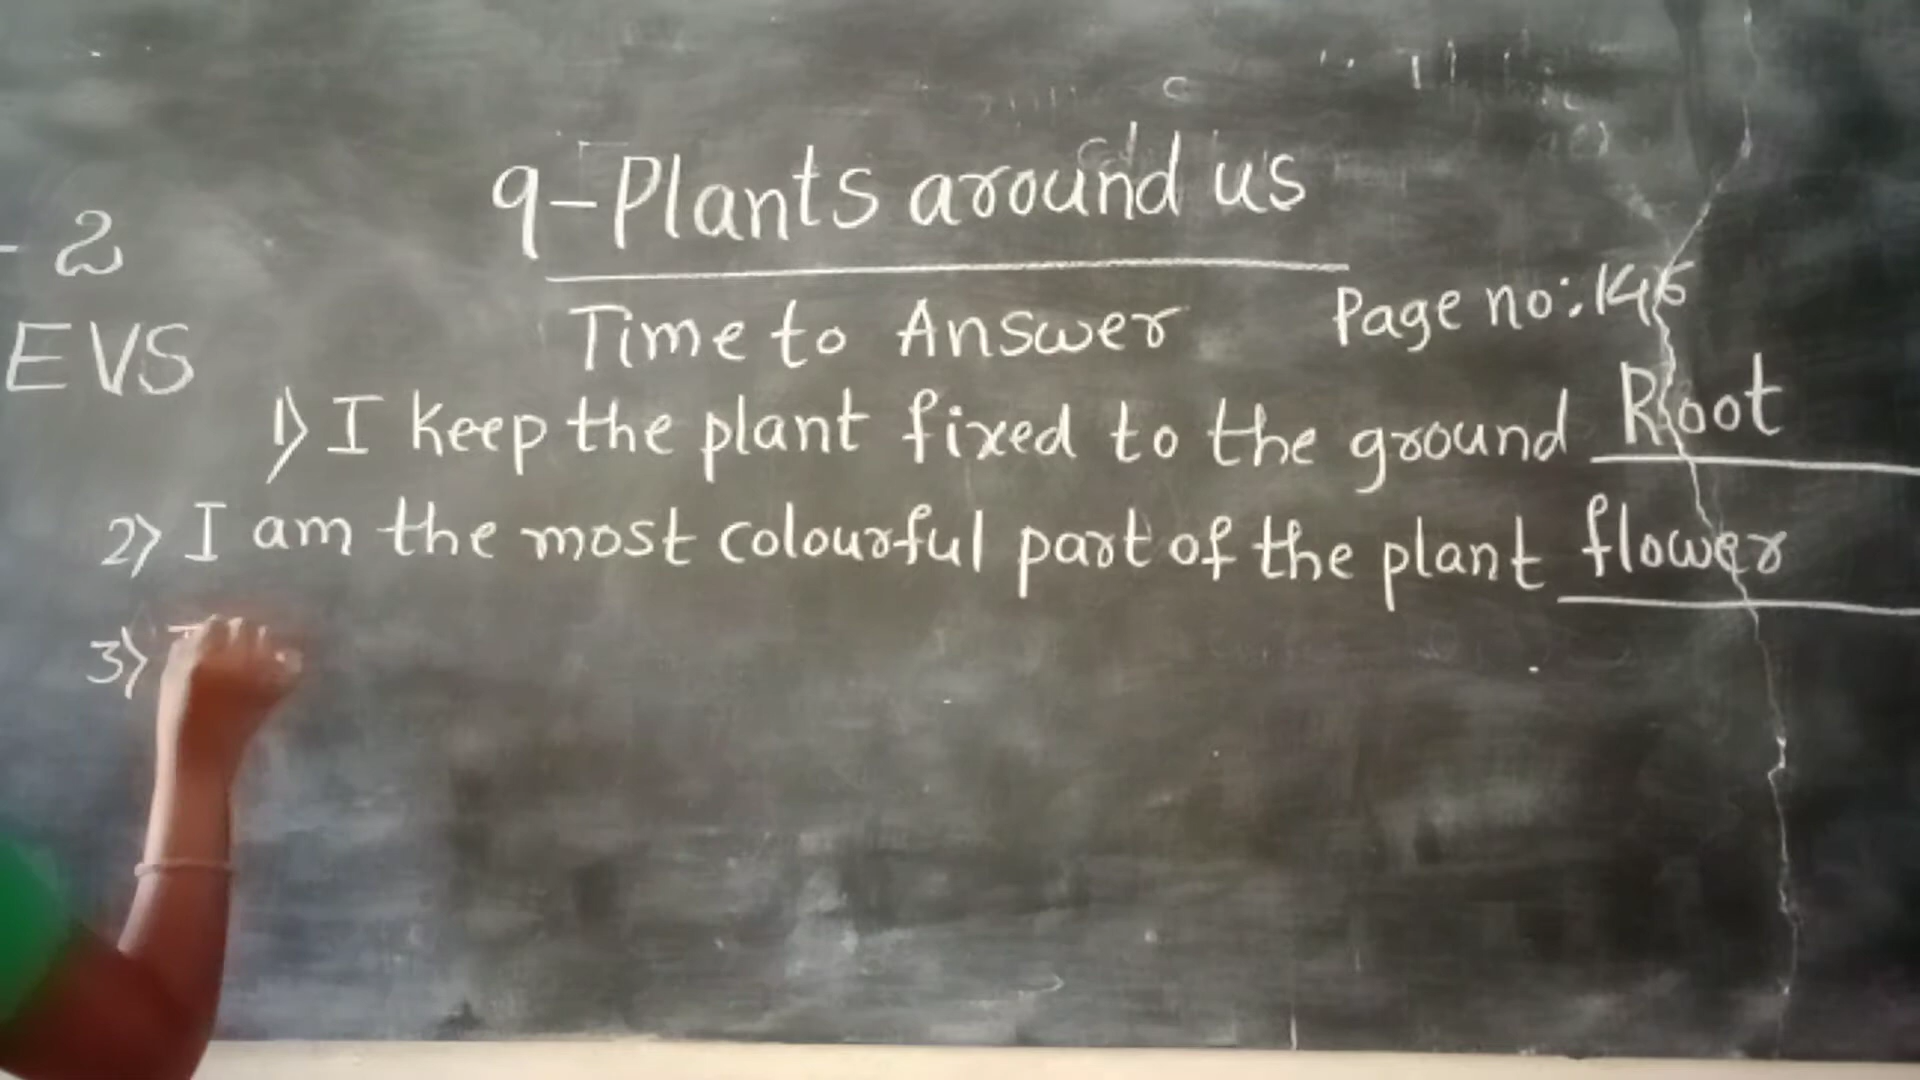 9-Plants around us
- 2
EVS
Time to Answer Page no:. 146
1) I keep the plant fixed to the ground Root
2) I am the most colourful part of the plant flower
3)